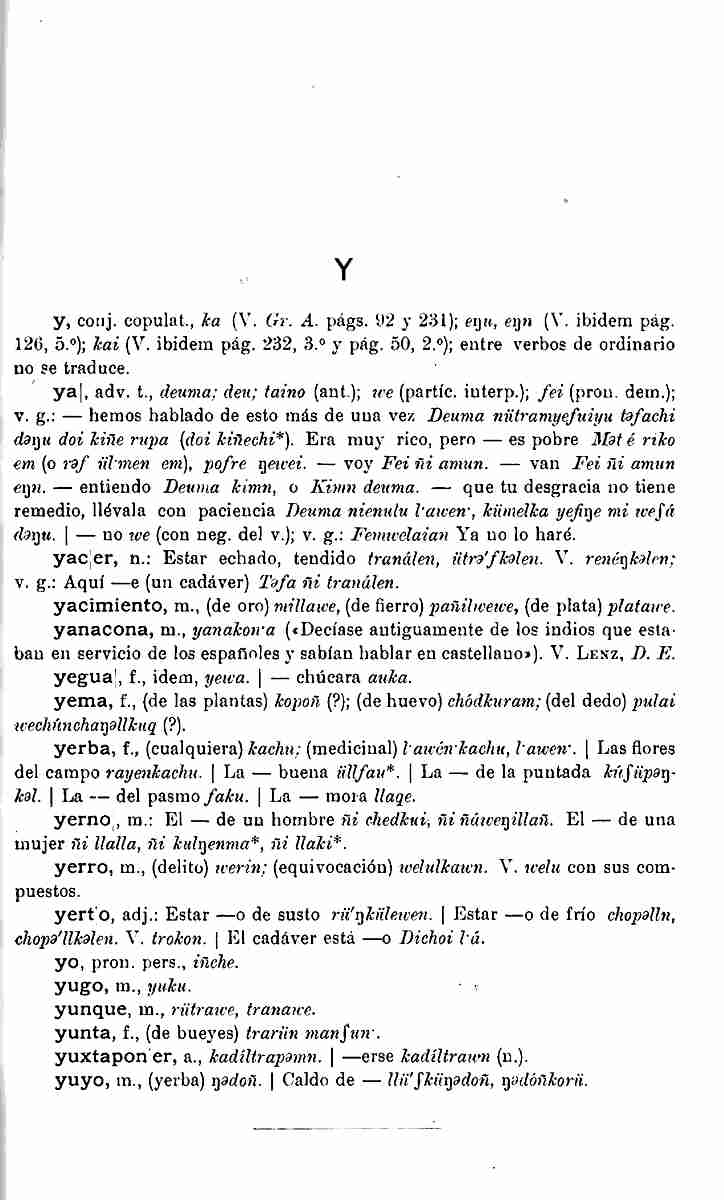 Y
y, conj. copulat., ka (V. Gr. A. págs. 92 y 231); eŋu, eŋn (V. ibidem pág.
126, 5.º); kai (V. ibidem pág. 232, 3.º y pág. 50, 2.º); entre verbos de ordinario
no se traduce.
ya|, adv. t., deuma; deu; taino (ant.); we (partíc. interp.); fei (pron. dem.);
v. g.: — hemos hablado de esto más de una vez Deuma nütramyefuiyu təfachi
dəŋu doi kiñe rupa (doi kiñechi*). Era muy rico, pero — es pobre Mət é riko
em (o rəf ül·men em), pofre ŋewei. — voy Fei ñi amun. — van Fei ñi amun
eŋn. — entiendo Deuma kimn, o Kimn deuma. — que tu desgracia no tiene
remedio, llévala con paciencia Deuma nienulu l·awen·, kümelka yefiŋe mi weʃá
dəŋu. | — no we (con neg. del v.); v. g.: Femwelaian Ya no lo haré.
yac|er, n.: Estar echado, tendido tranálen, ütrə'fkəlen. V. renéŋkəlen;
v. g.: Aquí —e (un cadáver) Təfa ñi tranálen.
yacimiento, m., (de oro) millawe, (de fierro) pañilwewe, (de plata) platawe.
yanacona, m., yanakon·a («Decíase antiguamente de los indios que esta-
ban en servicio de los españoles y sabían hablar en castellano»). V. LENZ, D. E.
yegua|, f., idem, yewa. | — chúcara auka.
yema, f., (de las plantas) kopoñ (?); (de huevo) chódkuram; (del dedo) pulai
wechúnchaŋəllkuq (?).
yerba, f., (cualquiera) kachu; (medicinal) l·awén·kachu, l·awen·. | Las flores
del campo rayenkachu. | La — buena üllfau*. | La — de la puntada kúʃüpəŋ-
kəl. | La — del pasmo faku. | La — mora llaqe.
yerno, m.: El — de un hombre ñi chedkui, ñi ñáweŋillañ. El — de una
mujer ñi llalla, ñi kulŋenma*, ñi llaki*.
yerro, m., (delito) werin; (equivocación) welulkawn. V. welu con sus com-
puestos.
yert|o, adj.: Estar —o de susto rü'ŋkülewen. | Estar —o de frío chopəlln,
chopə'llkəlen. V. trokon. | El cadáver está —o Dichoi l·á.
yo, pron. pers., iñche.
yugo, m., yuku.
yunque, m., rütrawe, tranawe.
yunta, f., (de bueyes) trariün manʃun·.
yuxtapon|er, a., kadíltrapəmn. | —erse kadíltrawn (n.).
yuyo, m., (yerba) ŋədoñ. | Caldo de — llü'ʃküŋədoñ, ŋədóñkorü.